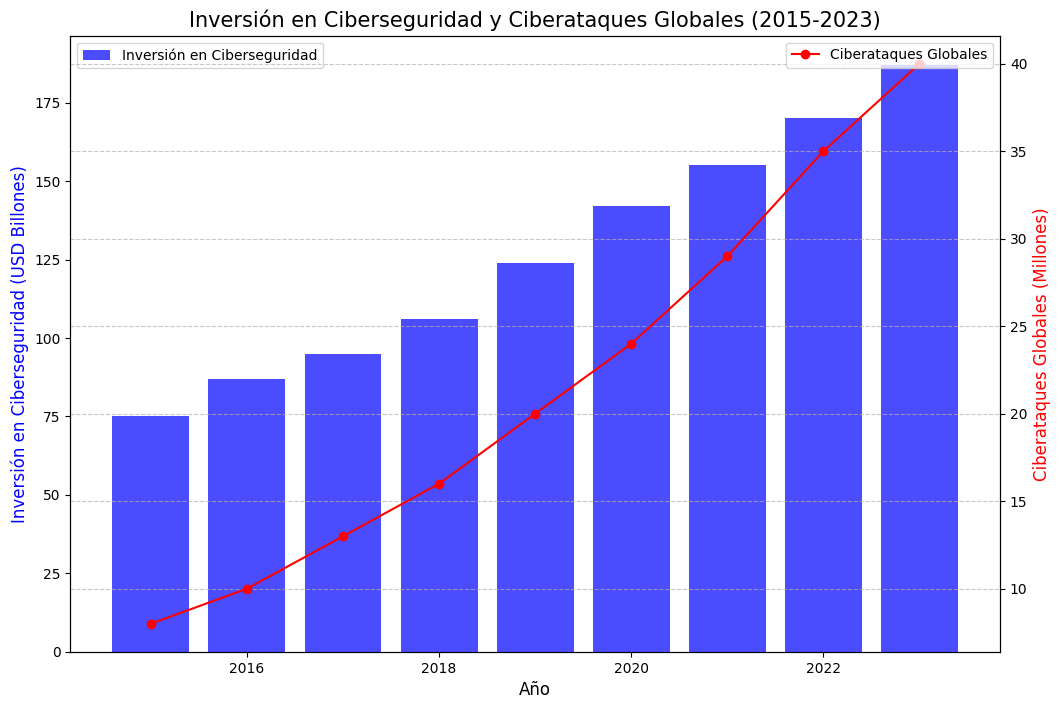 Inversión en Ciberseguridad y Ciberataques Globales (2015-2023)
Inversión en Ciberseguridad
Ciberataques Globales
Inversión en Ciberseguridad (USD Billones)
175
150
125
100
75
50
25
0
40
35
30
25
20
15
10
Ciberataques Globales (Millones)
2016 2018 2020 2022
Año